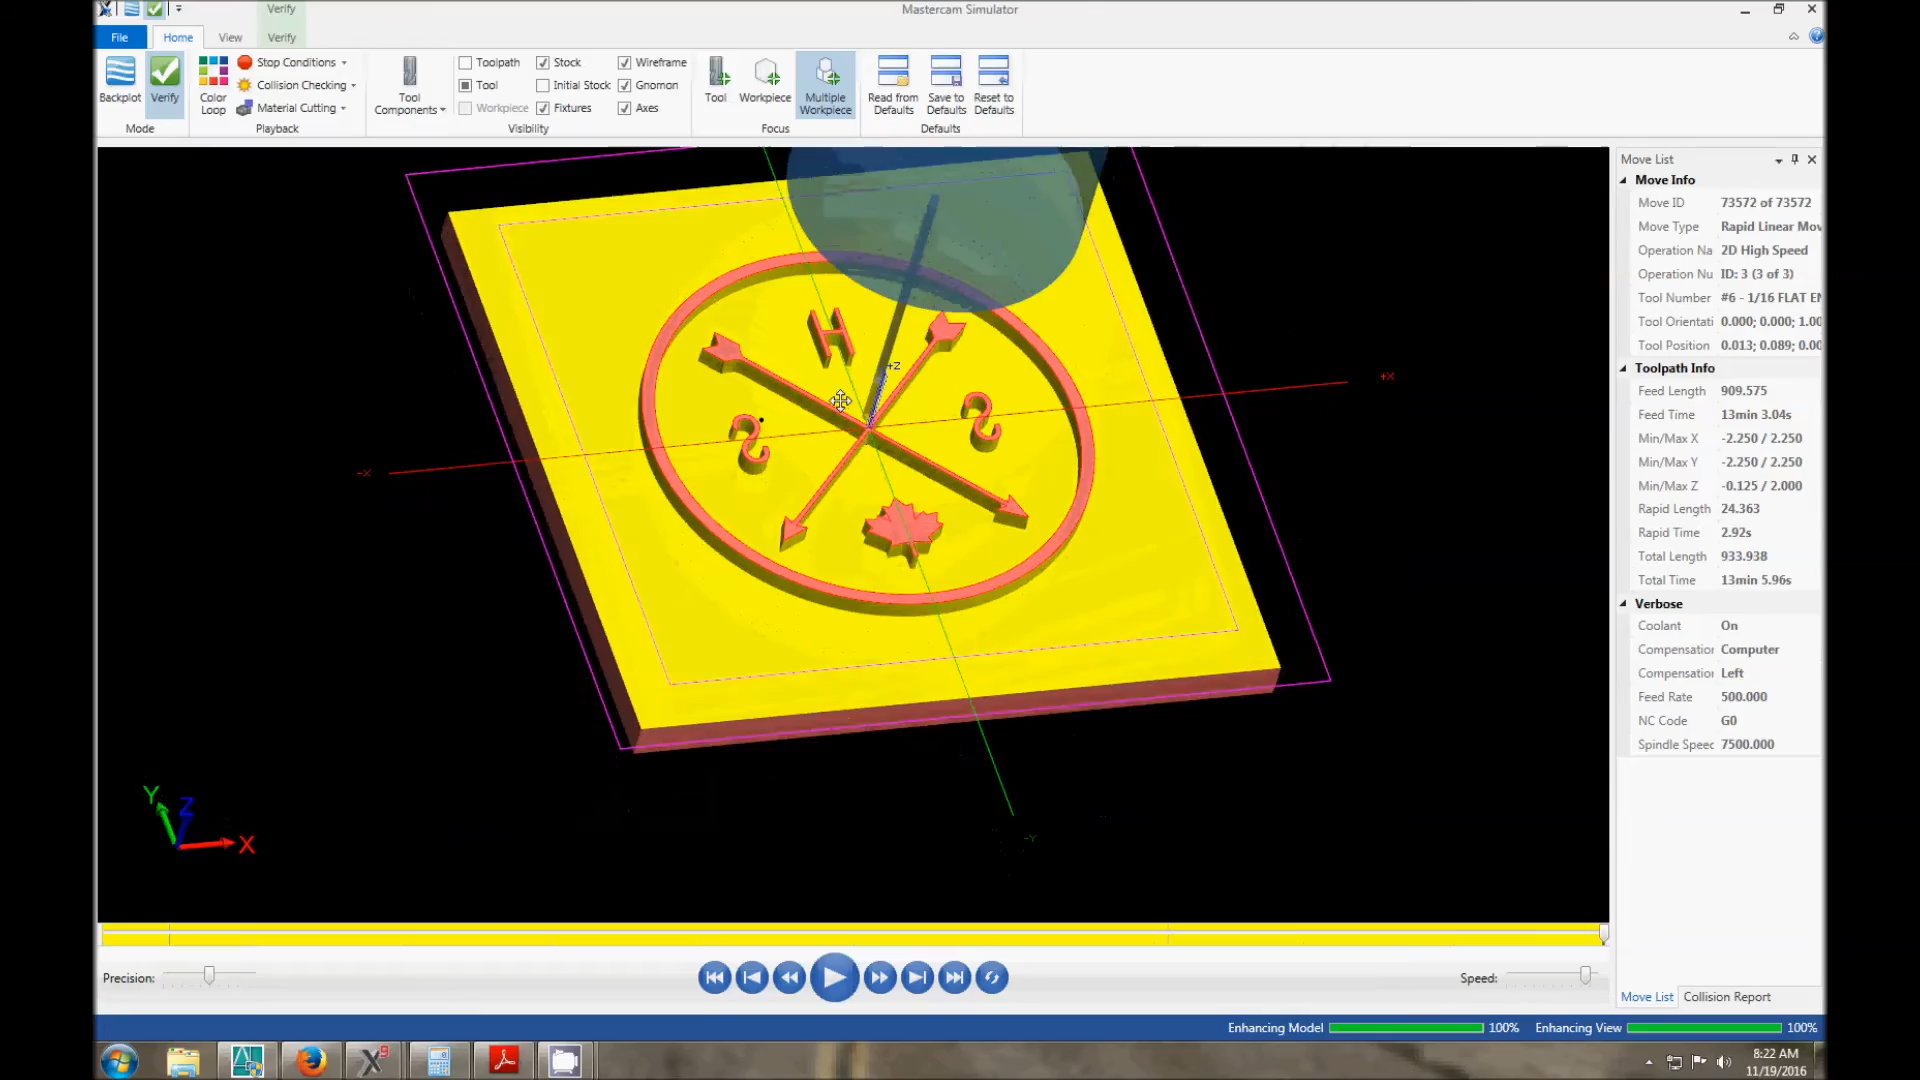 Verify
Mastercam Simulator
File
Home
View
Verify
Backplot
Verify
Mode
Color
Loop
Stop Conditions
Collision Checking
Material Cutting
Playback
Tool
Components
Toolpath
Tool
Workpiece
Stock
Initial Stock
Fixtures
Wireframe
Gnomon
Axes
Visibility
Tool
Workpiece
Multiple
Workpiece
Focus
Read from
Defaults
Save to
Defaults
Reset to
Defaults
Defaults
+Z
+X
-X
-Y
H
S
S
Y
Z
X
Move List
Move Info
Move ID 73572 of 73572
Move Type Rapid Linear Mov
Operation Na 2D High Speed
Operation Nu ID: 3 (3 of 3)
Tool Number #6 - 1/16 FLAT EN
Tool Orientati 0.000; 0.000; 1.00
Tool Position 0.013; 0.089; 0.00
Toolpath Info
Feed Length 909.575
Feed Time 13min 3.04s
Min/Max X -2.250 / 2.250
Min/Max Y -2.250 / 2.250
Min/Max Z -0.125 / 2.000
Rapid Length 24.363
Rapid Time 2.92s
Total Length 933.938
Total Time 13min 5.96s
Verbose
Coolant On
Compensation Computer
Compensation Left
Feed Rate 500.000
NC Code G0
Spindle Speed 7500.000
Move List
Collision Report
Precision:
Speed:
Enhancing Model 100% Enhancing View 100%
X9
8:22 AM
11/19/2016